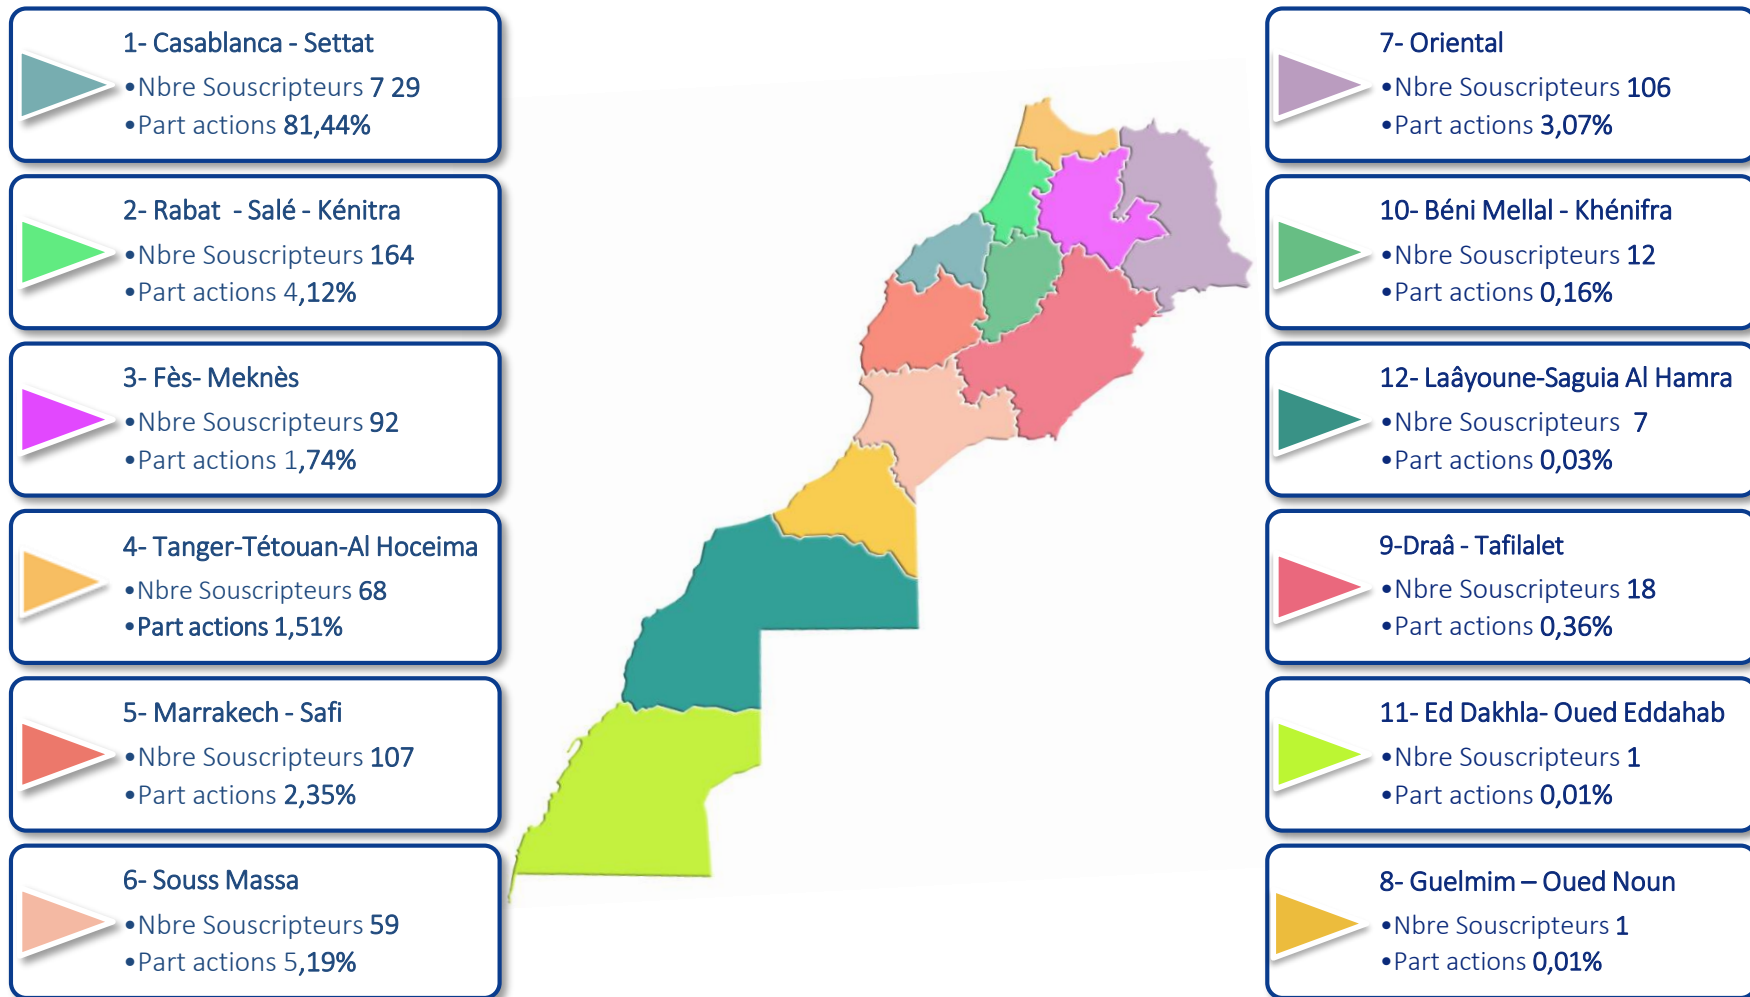 1- Casablanca - Settat
•Nbre Souscripteurs 7 29
•Part actions 81,44%
2- Rabat - Salé - Kénitra
•Nbre Souscripteurs 164
•Part actions 4,12%
3- Fès- Meknès
•Nbre Souscripteurs 92
•Part actions 1,74%
4- Tanger-Tétouan-Al Hoceima
•Nbre Souscripteurs 68
•Part actions 1,51%
5- Marrakech - Safi
•Nbre Souscripteurs 107
•Part actions 2,35%
6- Souss Massa
•Nbre Souscripteurs 59
•Part actions 5,19%
7- Oriental
•Nbre Souscripteurs 106
•Part actions 3,07%
10- Béni Mellal - Khénifra
•Nbre Souscripteurs 12
•Part actions 0,16%
12- Laâyoune-Saguia Al Hamra
•Nbre Souscripteurs 7
•Part actions 0,03%
9-Draâ - Tafilalet
•Nbre Souscripteurs 18
•Part actions 0,36%
11- Ed Dakhla- Oued Eddahab
•Nbre Souscripteurs 1
•Part actions 0,01%
8- Guelmim – Oued Noun
•Nbre Souscripteurs 1
•Part actions 0,01%